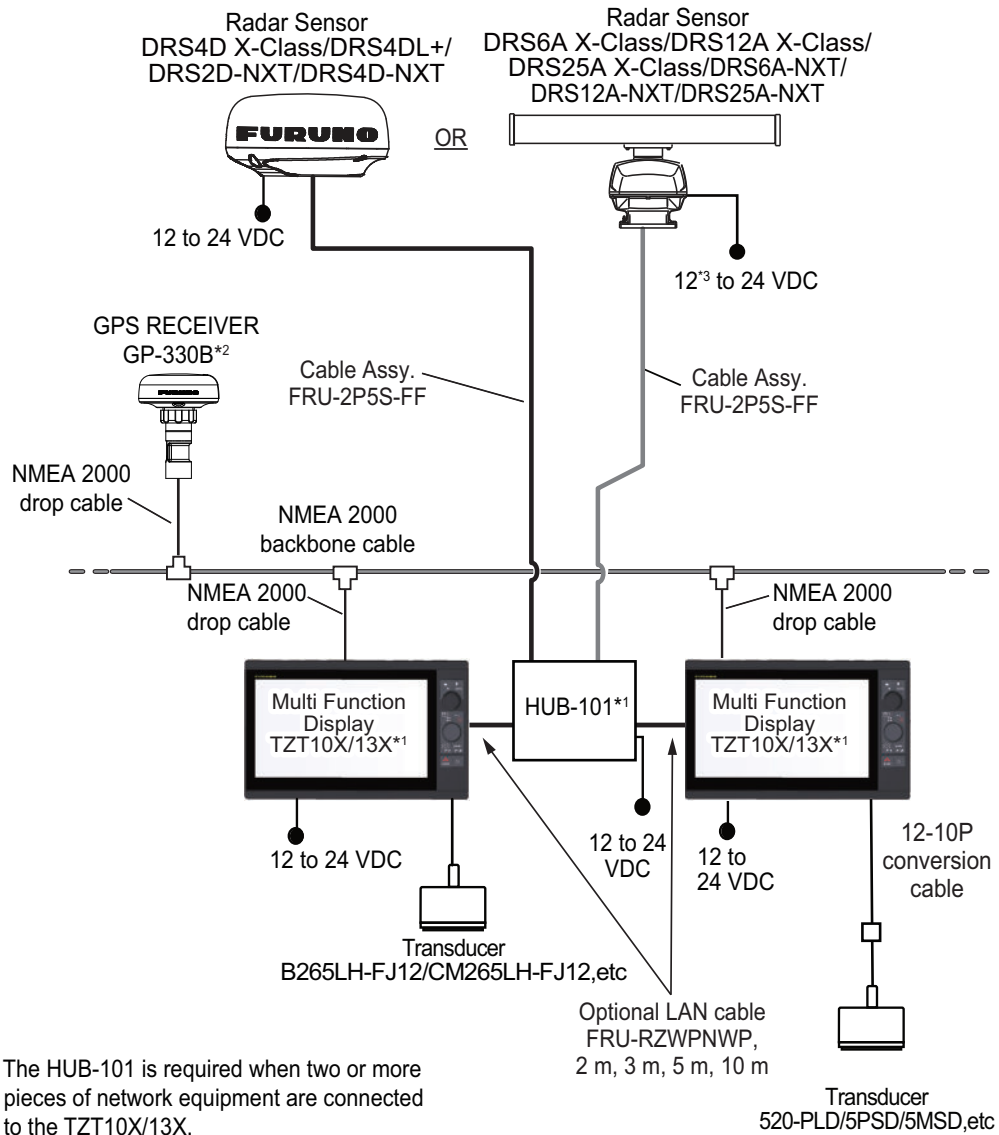 Radar Sensor
DRS4D X-Class/DRS4DL+/
DRS2D-NXT/DRS4D-NXT
Radar Sensor
DRS6A X-Class/DRS12A X-Class/
DRS25A X-Class/DRS6A-NXT/
DRS12A-NXT/DRS25A-NXT
FURUNO
OR
12 to 24 VDC
12*3 to 24 VDC
GPS RECEIVER
GP-330B*2
FURUNO
Cable Assy.
FRU-2P5S-FF
Cable Assy.
FRU-2P5S-FF
NMEA 2000
drop cable
NMEA 2000
backbone cable
NMEA 2000
drop cable
NMEA 2000
drop cable
Multi Function
Display
TZT10X/13X*1
HUB-101*1
Multi Function
Display
TZT10X/13X*1
12 to 24 VDC
12 to 24
VDC
12 to
24 VDC
12-10P
conversion
cable
Transducer
B265LH-FJ12/CM265LH-FJ12,etc
Optional LAN cable
FRU-RZWPNWP,
2 m, 3 m, 5 m, 10 m
Transducer
520-PLD/5PSD/5MSD,etc
The HUB-101 is required when two or more
pieces of network equipment are connected
to the TZT10X/13X.